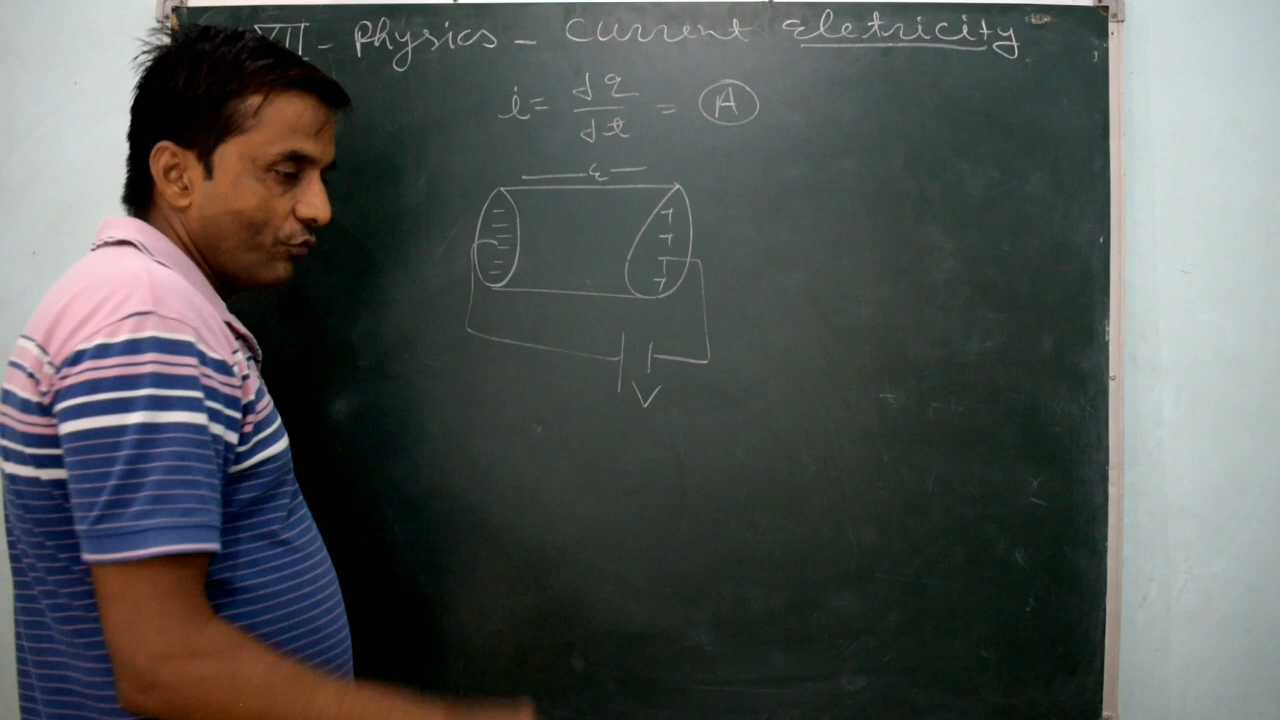 XII - Physics - Current Eletricity
i = dq/dt = A
V